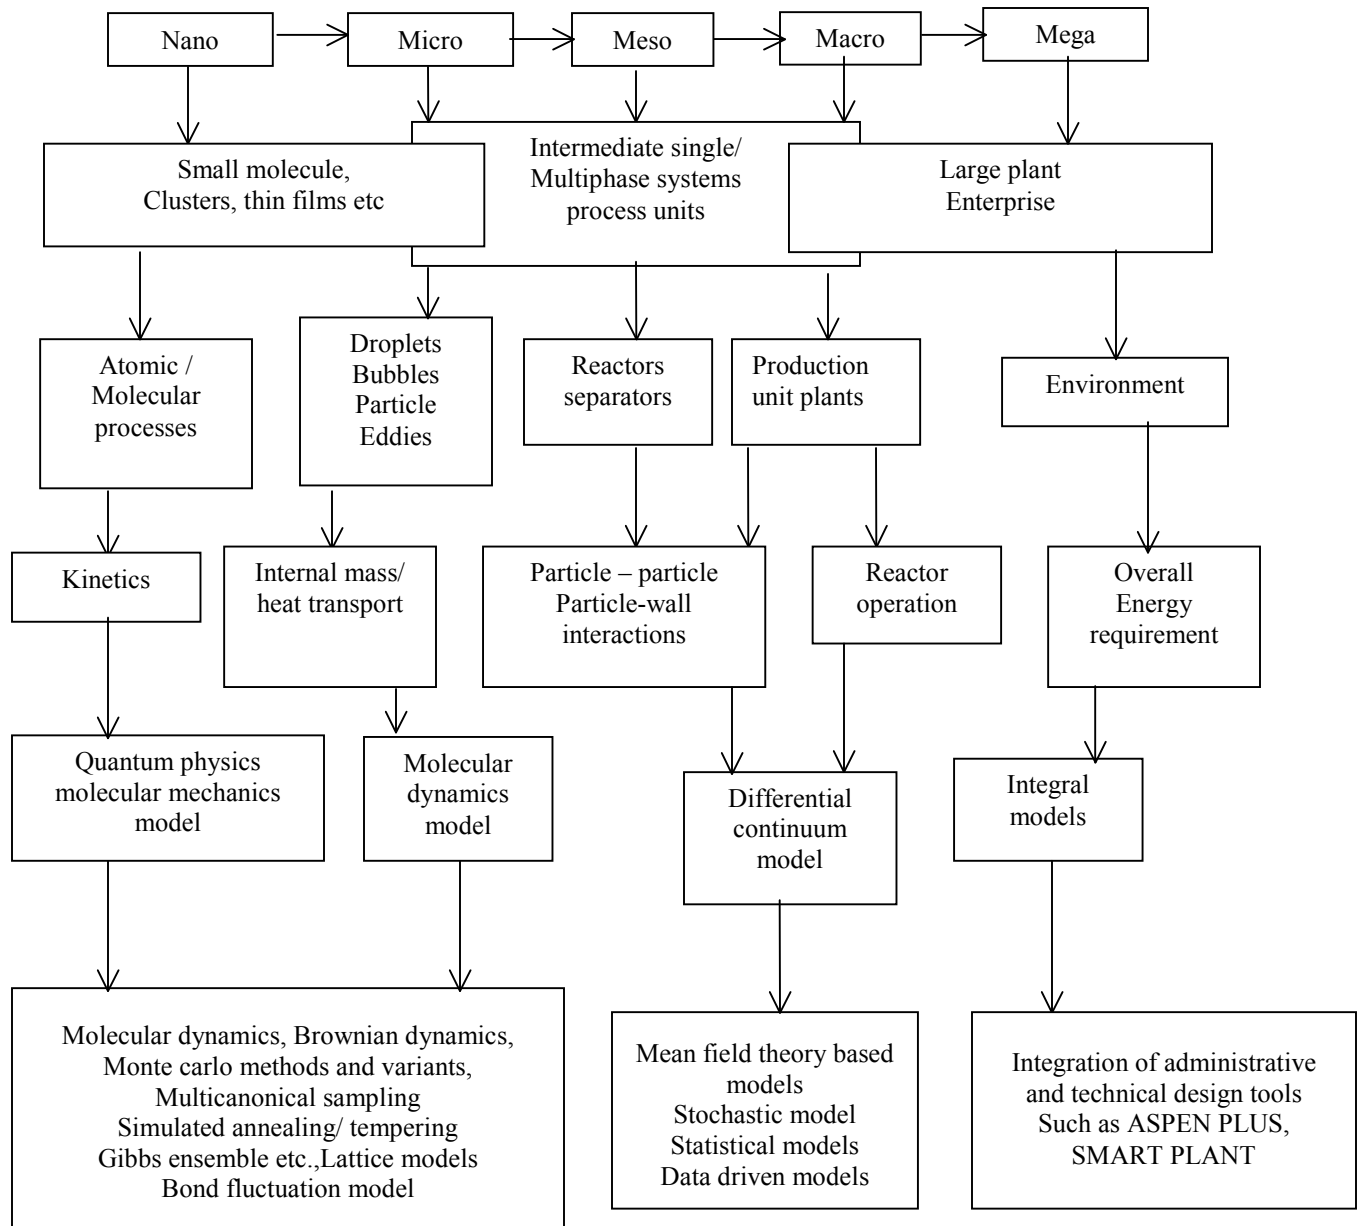 Nano
Micro
Meso
Macro
Mega
Small molecule,
Clusters, thin films etc
Intermediate single/
Multiphase systems
process units
Large plant
Enterprise
Atomic /
Molecular
processes
Droplets
Bubbles
Particle
Eddies
Reactors
separators
Production
unit plants
Environment
Kinetics
Internal mass/
heat transport
Particle – particle
Particle-wall
interactions
Reactor
operation
Overall
Energy
requirement
Quantum physics
molecular mechanics
model
Molecular
dynamics
model
Differential
continuum
model
Integral
models
Molecular dynamics, Brownian dynamics,
Monte carlo methods and variants,
Multicanonical sampling
Simulated annealing/ tempering
Gibbs ensemble etc.,Lattice models
Bond fluctuation model
Mean field theory based
models
Stochastic model
Statistical models
Data driven models
Integration of administrative
and technical design tools
Such as ASPEN PLUS,
SMART PLANT